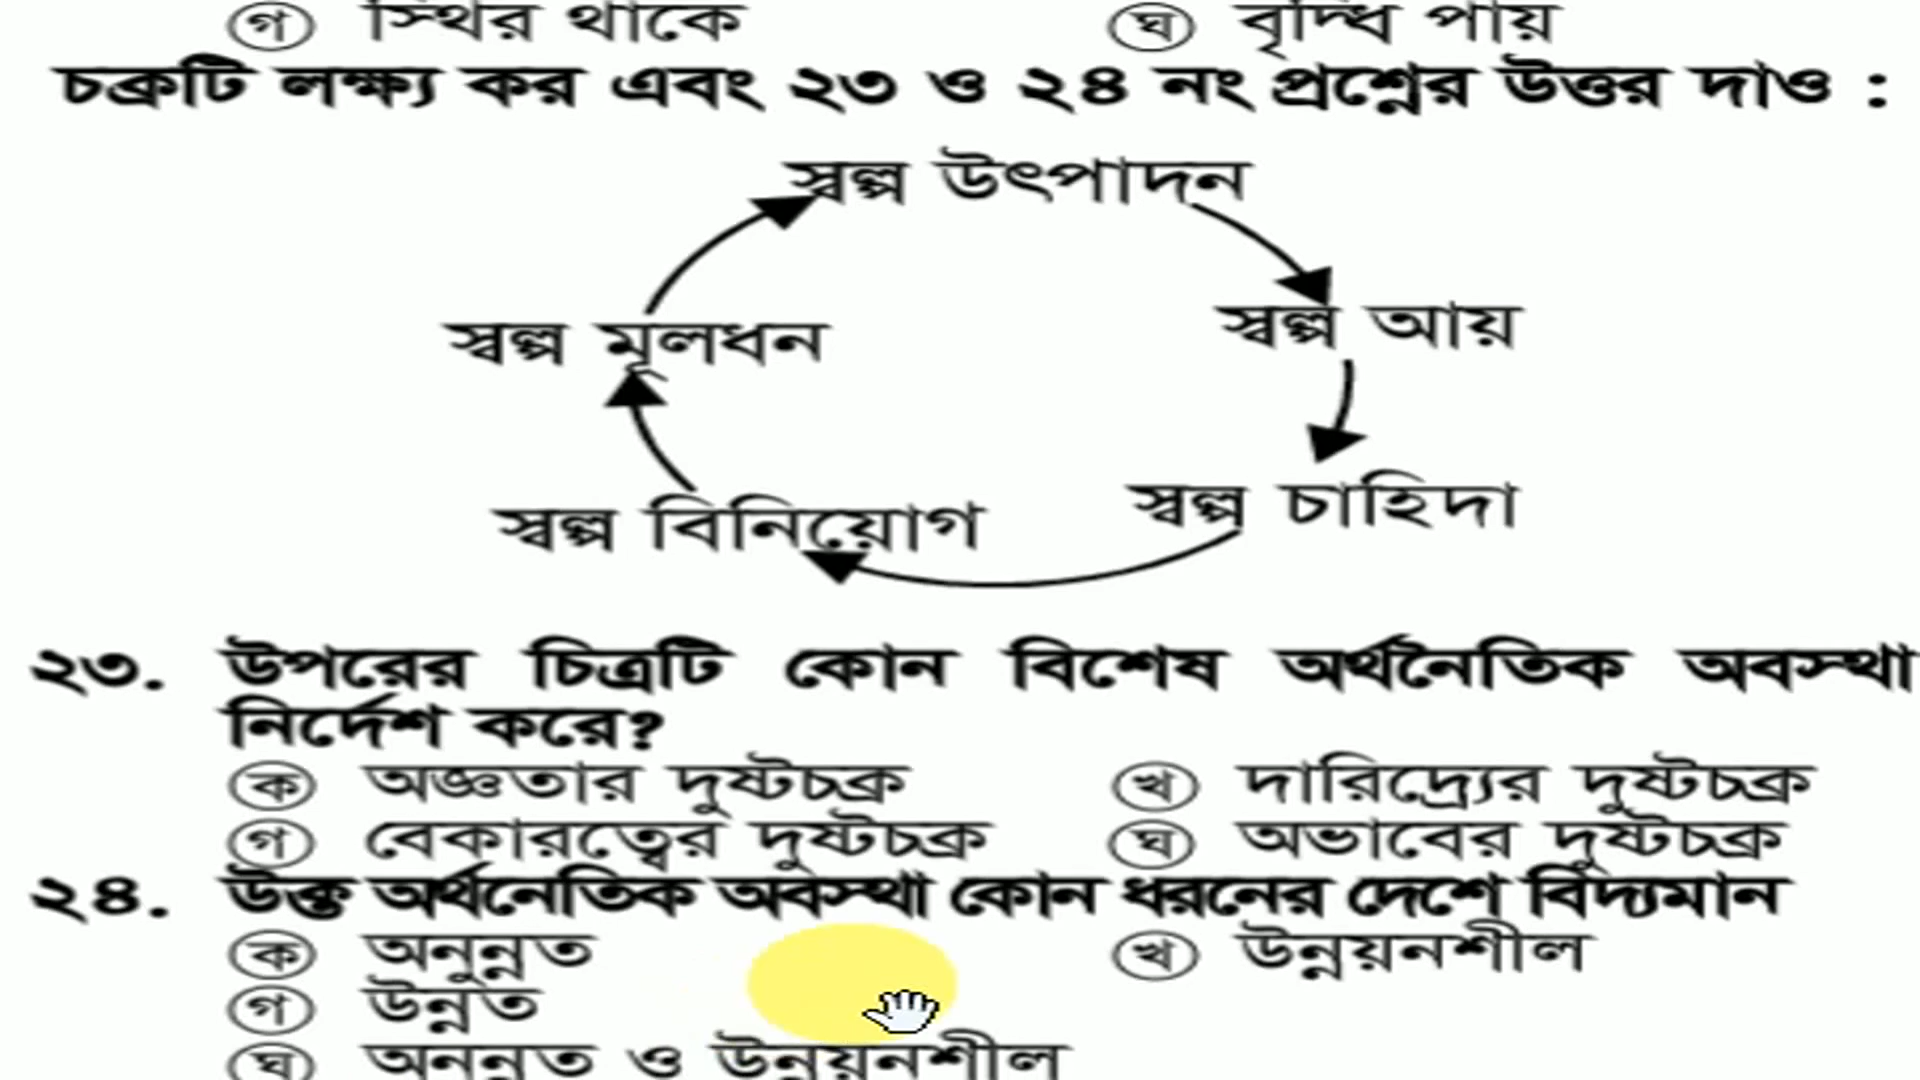 গ স্থির থাকে ঘ বৃদ্ধি পায়
চক্রটি লক্ষ্য কর এবং ২৩ ও ২৪ নং প্রশ্নের উত্তর দাও :
স্বল্প উৎপাদন
স্বল্প মূলধন স্বল্প আয়
স্বল্প বিনিয়োগ স্বল্প চাহিদা
২৩. উপরের চিত্রটি কোন বিশেষ অর্থনৈতিক অবস্থা
নির্দেশ করে?
ক অজ্ঞতার দুষ্টচক্র খ দারিদ্র্যের দুষ্টচক্র
গ বেকারত্বের দুষ্টচক্র ঘ অভাবের দুষ্টচক্র
২৪. উক্ত অর্থনৈতিক অবস্থা কোন ধরনের দেশে বিদ্যমান
ক অনুন্নত খ উন্নয়নশীল
গ উন্নত
ঘ অনুন্নত ও উন্নয়নশীল